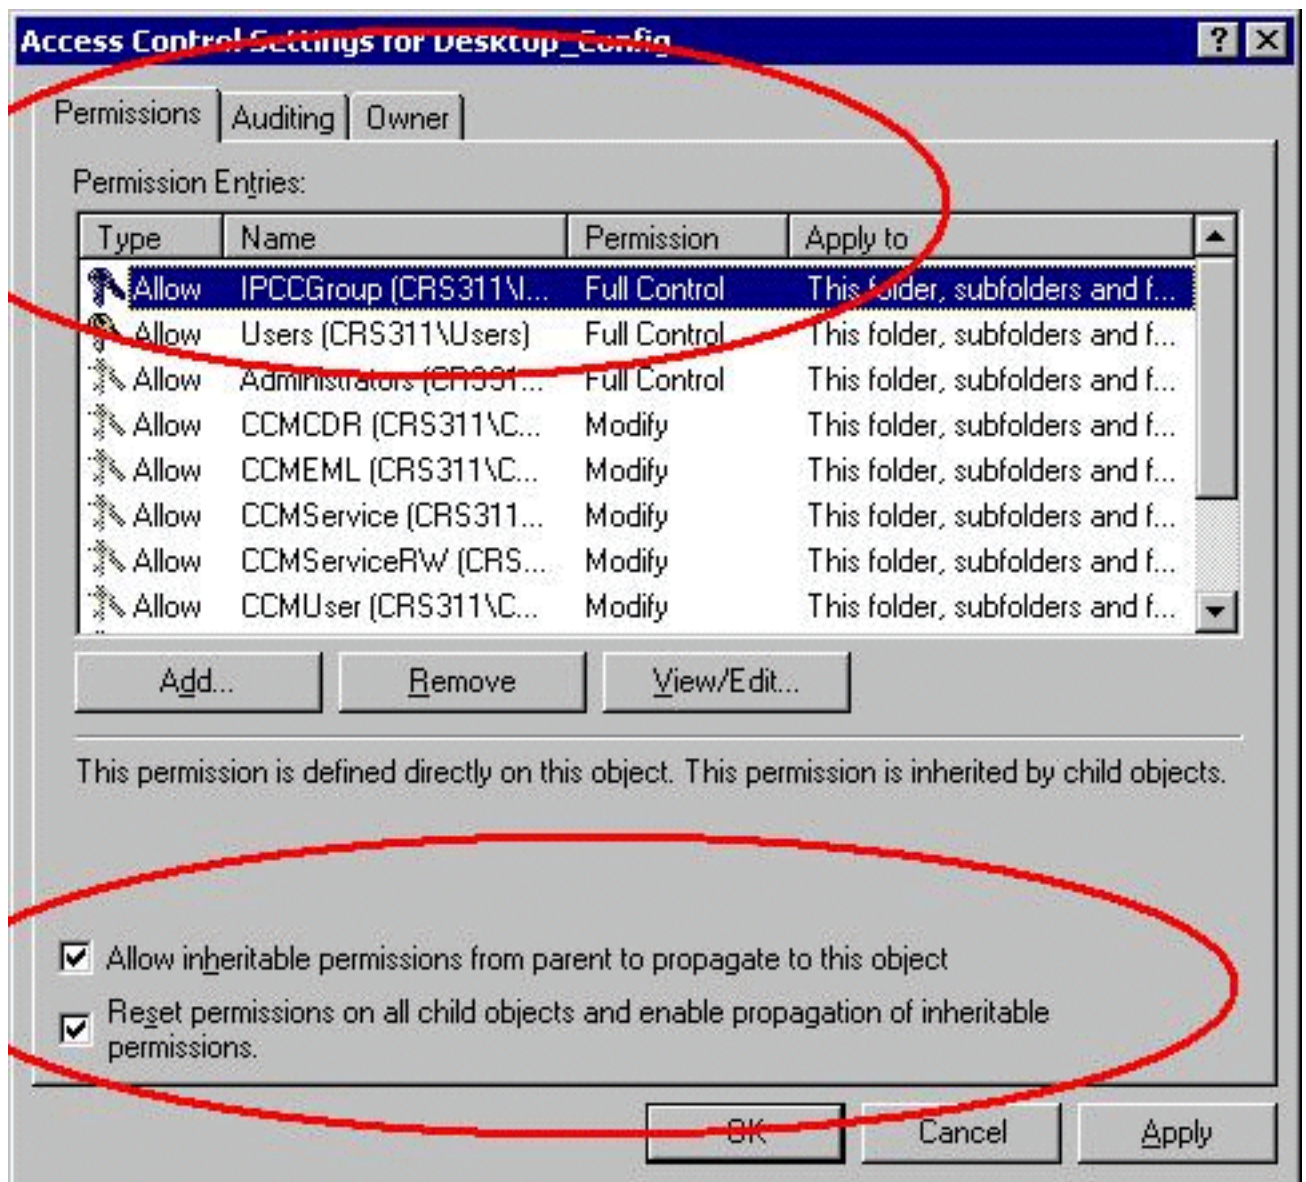 Access Control Settings for Desktop_Config
Permissions Auditing Owner
Permission Entries:
Type Name Permission Apply to
Allow IPCCGroup (CRS311\I... Full Control This folder, subfolders and f...
Allow Users (CRS311\Users) Full Control This folder, subfolders and f...
Allow Administrators (CRS31... Full Control This folder, subfolders and f...
Allow CCMCDR (CRS311\C... Modify This folder, subfolders and f...
Allow CCMEML (CRS311\C... Modify This folder, subfolders and f...
Allow CCMService (CRS311... Modify This folder, subfolders and f...
Allow CCMServiceRW (CRS... Modify This folder, subfolders and f...
Allow CCMUser (CRS311\C... Modify This folder, subfolders and f...
Add... Remove View/Edit...
This permission is defined directly on this object. This permission is inherited by child objects.
Allow inheritable permissions from parent to propagate to this object
Reset permissions on all child objects and enable propagation of inheritable
permissions.
OK Cancel Apply